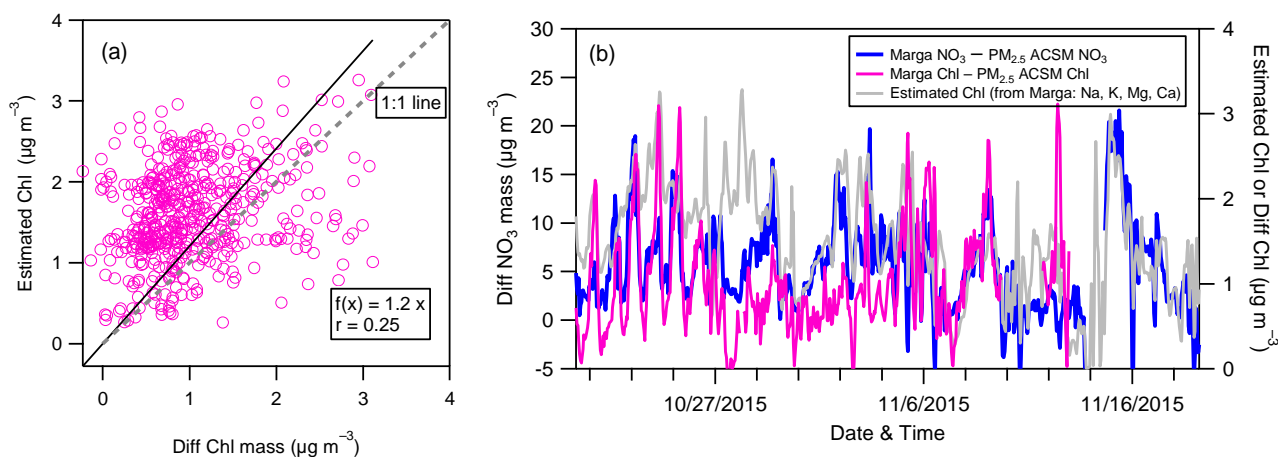 (a)
4
3
2
1
0
Estimated Chl (µg m⁻³)
1:1 line
f(x) = 1.2 x
r = 0.25
0 1 2 3 4
Diff Chl mass (µg m⁻³)
(b)
30
25
20
15
10
5
0
-5
Diff NO₃ mass (µg m⁻³)
Marga NO₃ − PM₂.₅ ACSM NO₃
Marga Chl − PM₂.₅ ACSM Chl
Estimated Chl (from Marga: Na, K, Mg, Ca)
4
3
2
1
0
Estimated Chl or Diff Chl (µg m⁻³)
10/27/2015 11/6/2015 11/16/2015
Date & Time